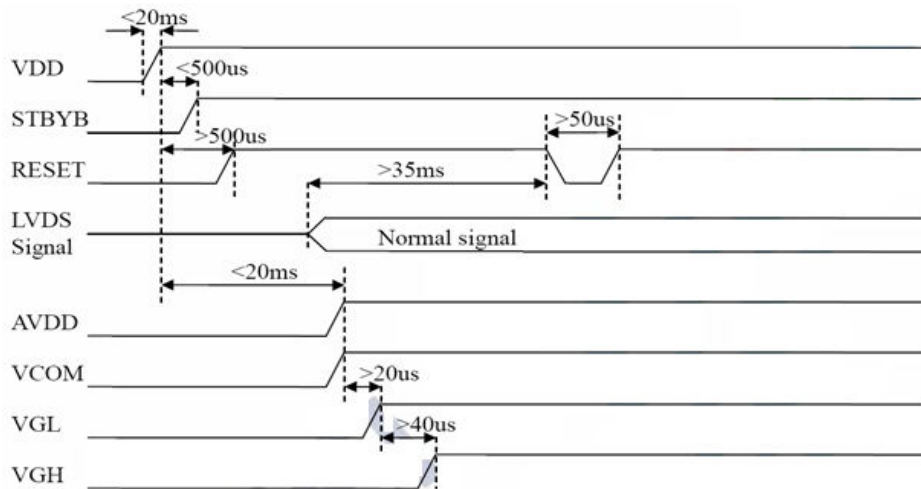 <20ms
VDD
<500us
STBYB
>500us
>50us
RESET
>35ms
LVDS
Signal
Normal signal
<20ms
AVDD
VCOM
>20us
VGL
>40us
VGH